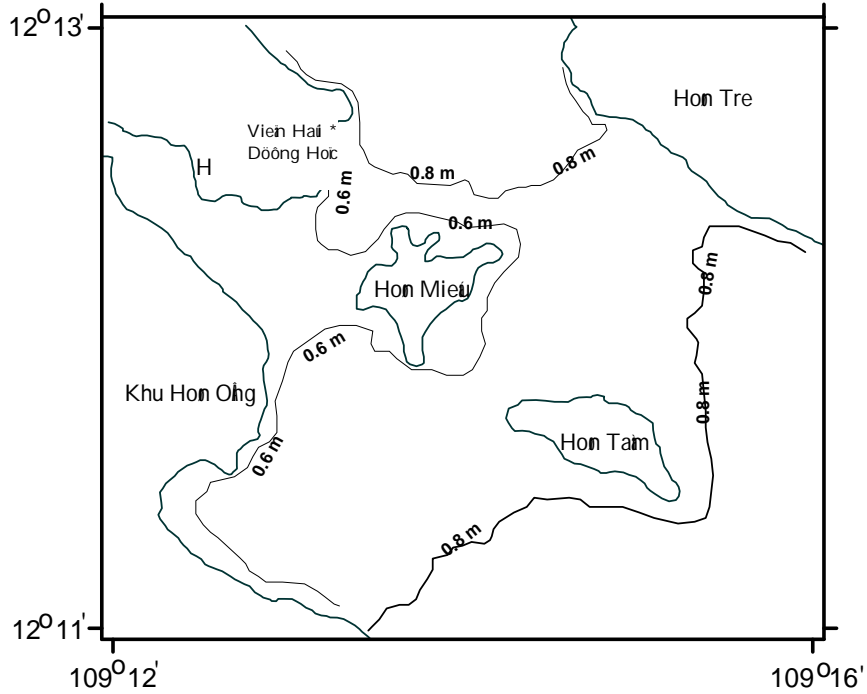 12° 13'
Hon Tre
Vien Hai *
Döông Hoïc
H
0.8 m
0.8 m
0.6 m
0.6 m
0.8 m
Hon Mieu
0.6 m
Khu Hon Ong
0.8 m
Hon Tam
0.6 m
0.8 m
12° 11'
109° 12'
109° 16'